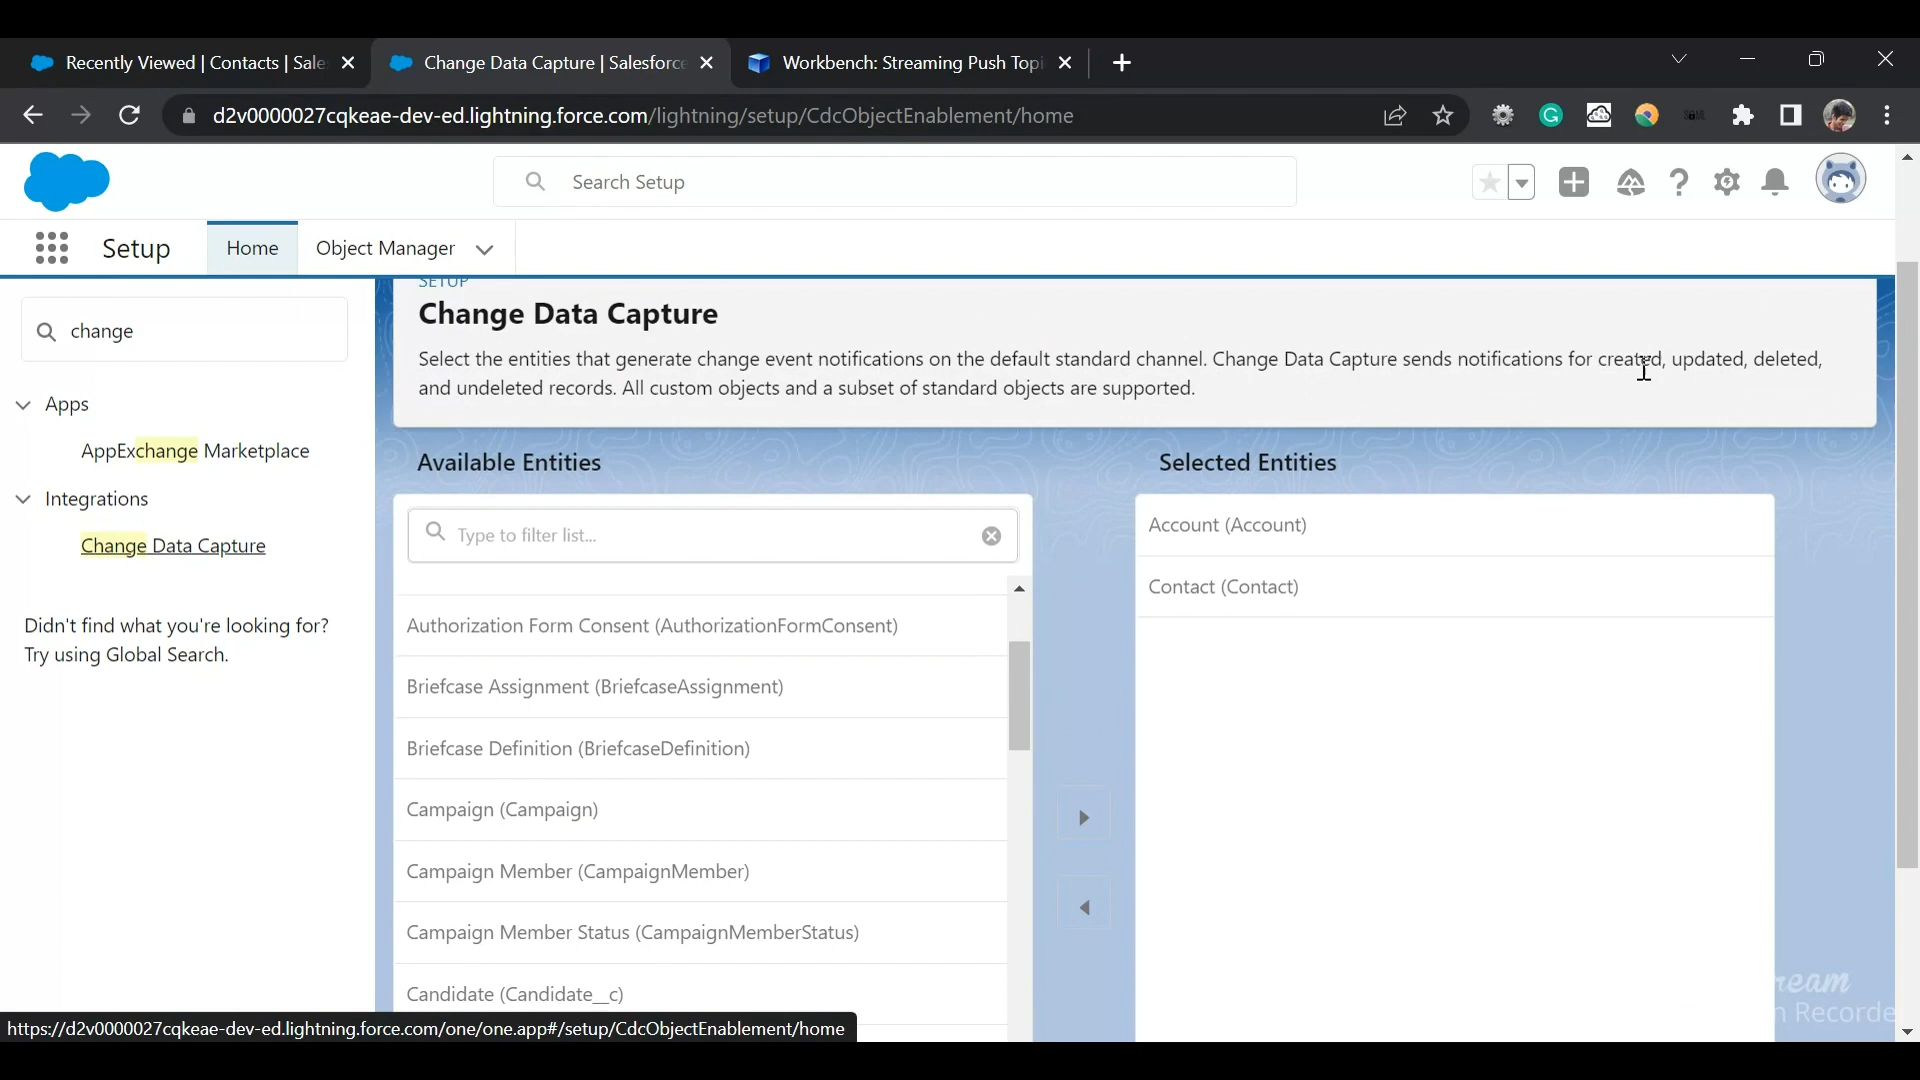 Recently Viewed | Contacts | Sale
Change Data Capture | Salesforce
Workbench: Streaming Push Topi
d2v0000027cqkeae-dev-ed.lightning.force.com/lightning/setup/CdcObjectEnablement/home
Search Setup
Setup
Home
Object Manager
change
Apps
AppExchange Marketplace
Integrations
Change Data Capture
Didn't find what you're looking for?
Try using Global Search.
SETUP
Change Data Capture
Select the entities that generate change event notifications on the default standard channel. Change Data Capture sends notifications for created, updated, deleted,
and undeleted records. All custom objects and a subset of standard objects are supported.
Available Entities
Type to filter list...
Authorization Form Consent (AuthorizationFormConsent)
Briefcase Assignment (BriefcaseAssignment)
Briefcase Definition (BriefcaseDefinition)
Campaign (Campaign)
Campaign Member (CampaignMember)
Campaign Member Status (CampaignMemberStatus)
Candidate (Candidate__c)
Selected Entities
Account (Account)
Contact (Contact)
ream
n Recorde
https://d2v0000027cqkeae-dev-ed.lightning.force.com/one/one.app#/setup/CdcObjectEnablement/home